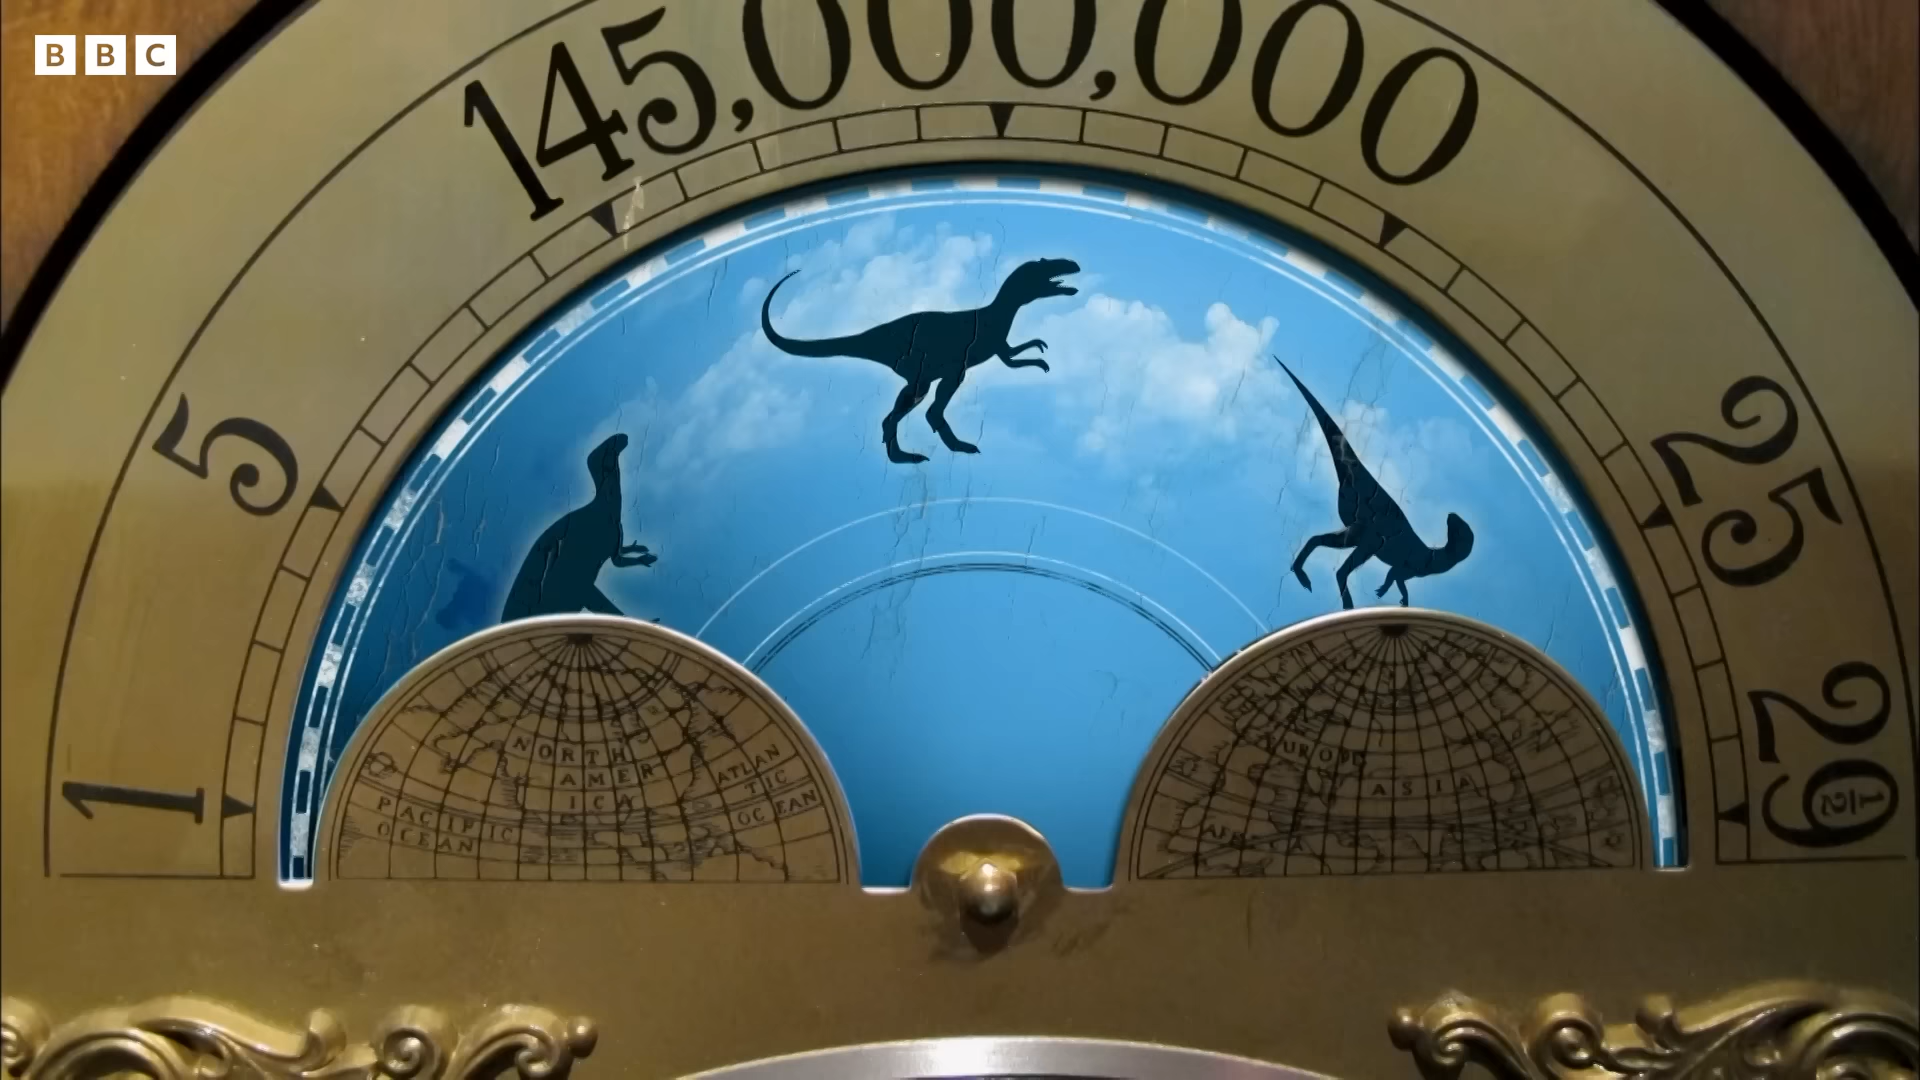 BBC
145,000,000
5
25
1
29 1/2
NORTH
AMER
ICA
ATLAN
TIC
OCEAN
PACIFIC
OCEAN
EUROPE
ASIA